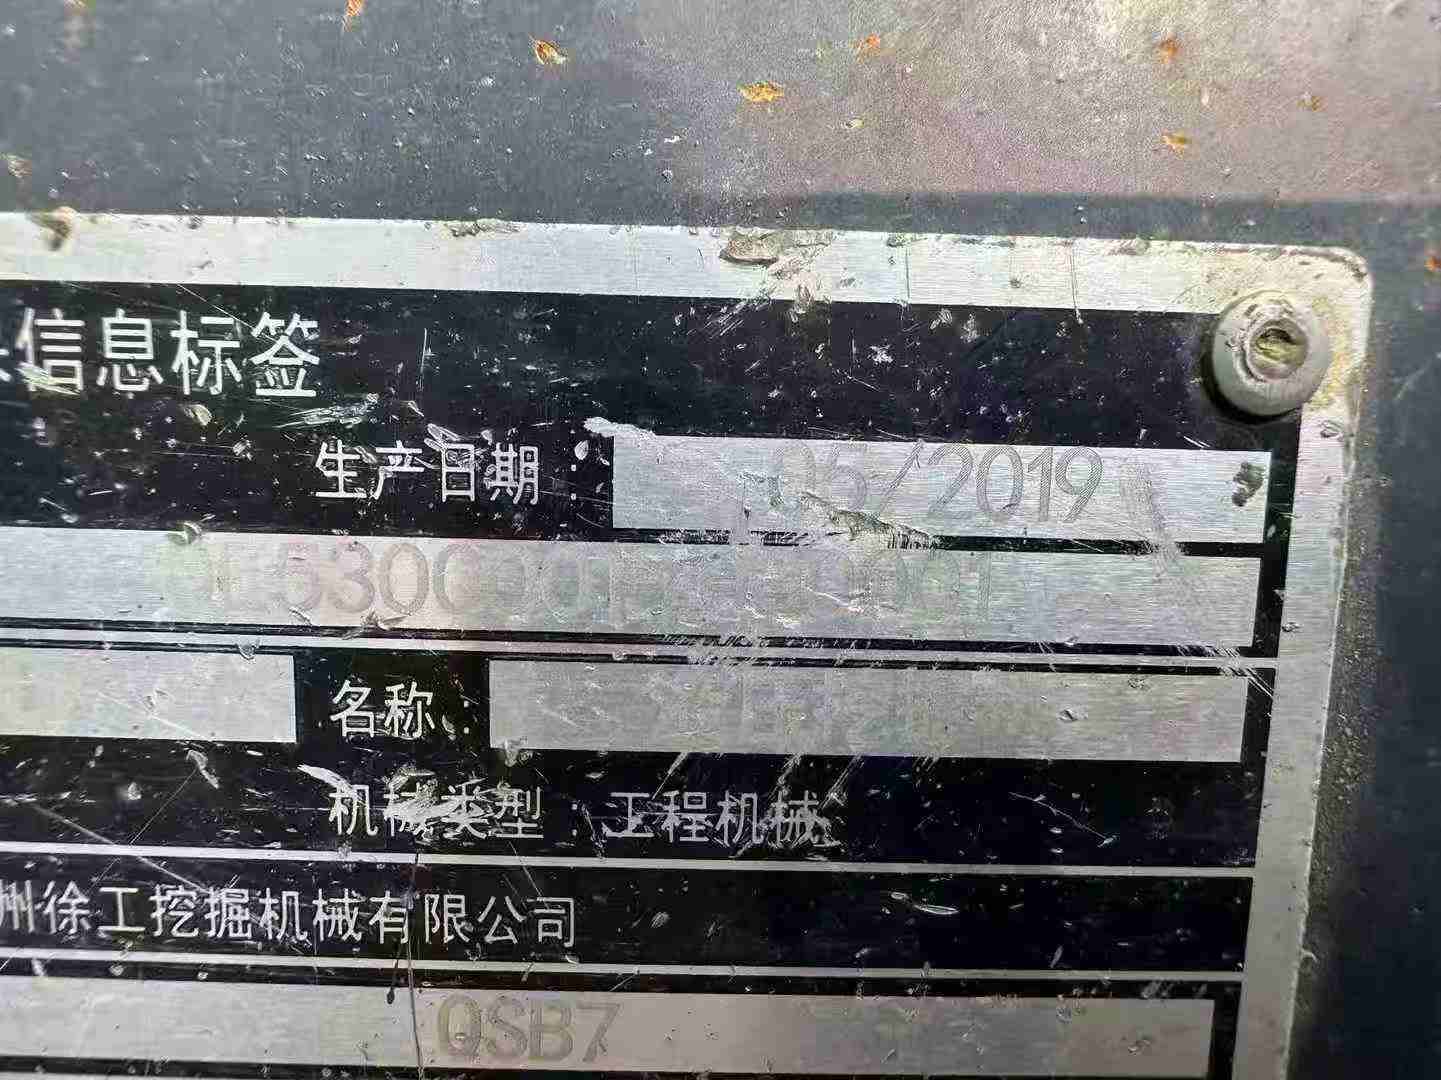 信息标签
生产日期： 05/2019
名称：
机械类型：工程机械
州徐工挖掘机械有限公司
QSB7